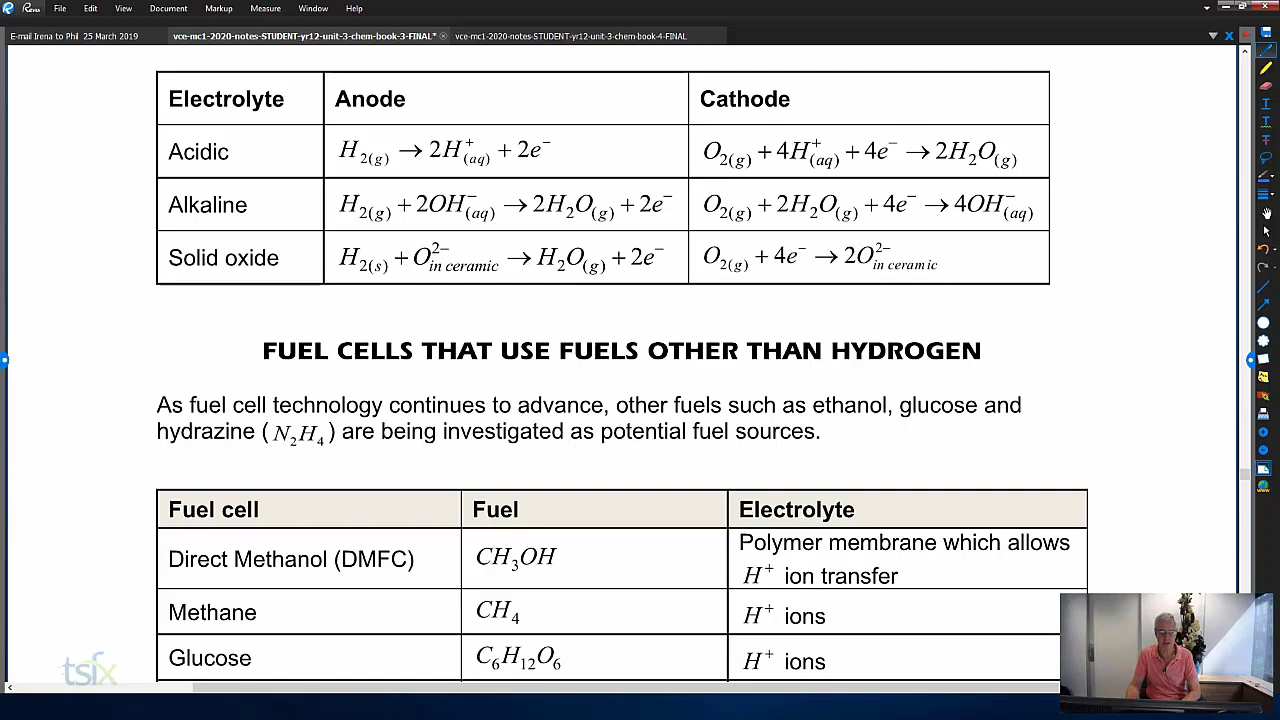 File Edit View Document Markup Measure Window Help
E-mail Irena to Phil 25 March 2019 vce-mc1-2020-notes-STUDENT-yr12-unit-3-chem-book-3-FINAL* vce-mc1-2020-notes-STUDENT-yr12-unit-3-chem-book-4-FINAL
Electrolyte Anode Cathode
Acidic H₂(g) → 2H⁺(aq) + 2e⁻ O₂(g) + 4H⁺(aq) + 4e⁻ → 2H₂O(g)
Alkaline H₂(g) + 2OH⁻(aq) → 2H₂O(g) + 2e⁻ O₂(g) + 2H₂O(g) + 4e⁻ → 4OH⁻(aq)
Solid oxide H₂(s) + O²⁻in ceramic → H₂O(g) + 2e⁻ O₂(g) + 4e⁻ → 2O²⁻in ceramic
FUEL CELLS THAT USE FUELS OTHER THAN HYDROGEN
As fuel cell technology continues to advance, other fuels such as ethanol, glucose and
hydrazine ( N₂H₄ ) are being investigated as potential fuel sources.
Fuel cell Fuel Electrolyte
Direct Methanol (DMFC) CH₃OH Polymer membrane which allows
H⁺ ion transfer
Methane CH₄ H⁺ ions
Glucose C₆H₁₂O₆ H⁺ ions
tsfx